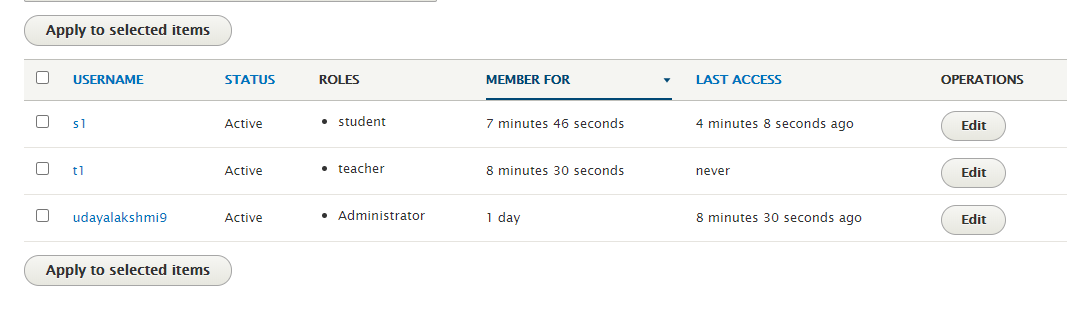 Apply to selected items
USERNAME STATUS ROLES MEMBER FOR LAST ACCESS OPERATIONS
s1 Active • student 7 minutes 46 seconds 4 minutes 8 seconds ago Edit
t1 Active • teacher 8 minutes 30 seconds never Edit
udayalakshmi9 Active • Administrator 1 day 8 minutes 30 seconds ago Edit
Apply to selected items